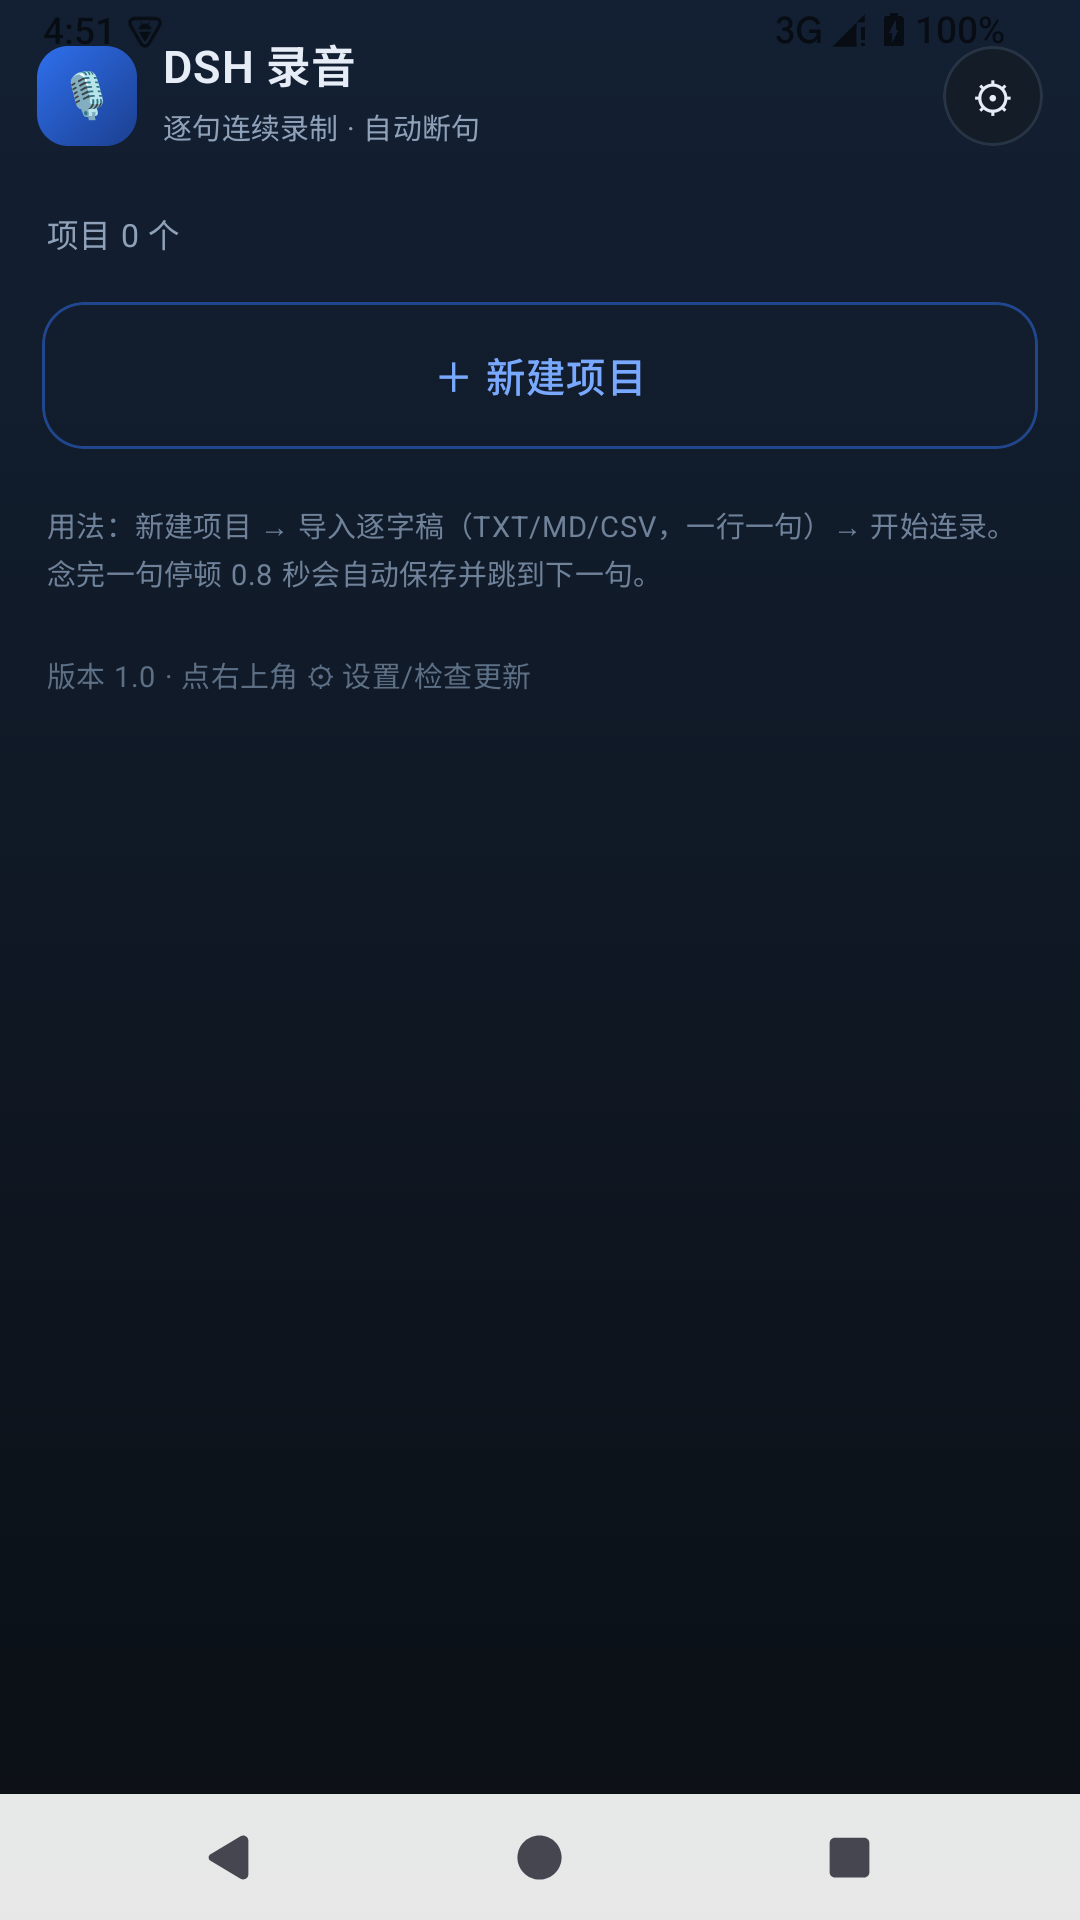 4:51
3G 100%
DSH 录音
逐句连续录制 · 自动断句
项目 0 个
＋ 新建项目
用法：新建项目 → 导入逐字稿（TXT/MD/CSV，一行一句）→ 开始连录。
念完一句停顿 0.8 秒会自动保存并跳到下一句。
版本 1.0 · 点右上角 ⚙ 设置/检查更新